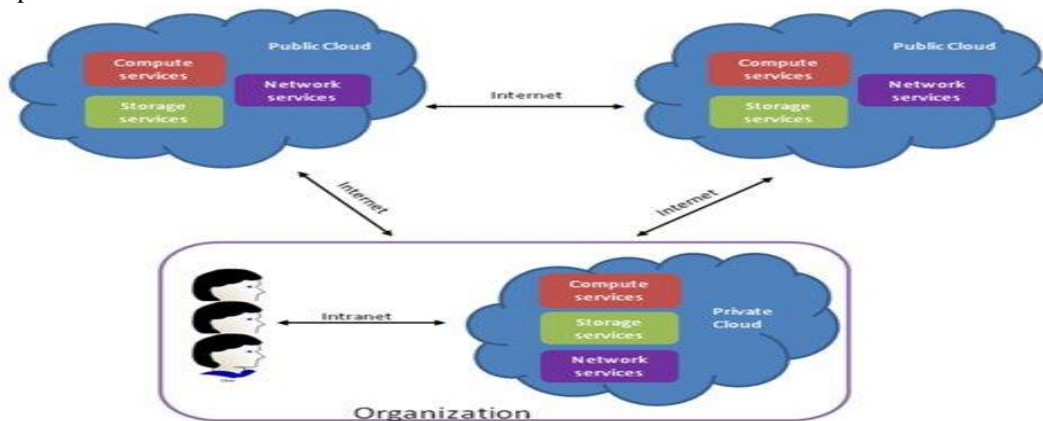 Public Cloud
Compute
services
Network
services
Storage
services
Internet
Public Cloud
Compute
services
Network
services
Storage
services
Internet
Internet
Intranet
Compute
services
Storage
services
Network
services
Private
Cloud
Organization